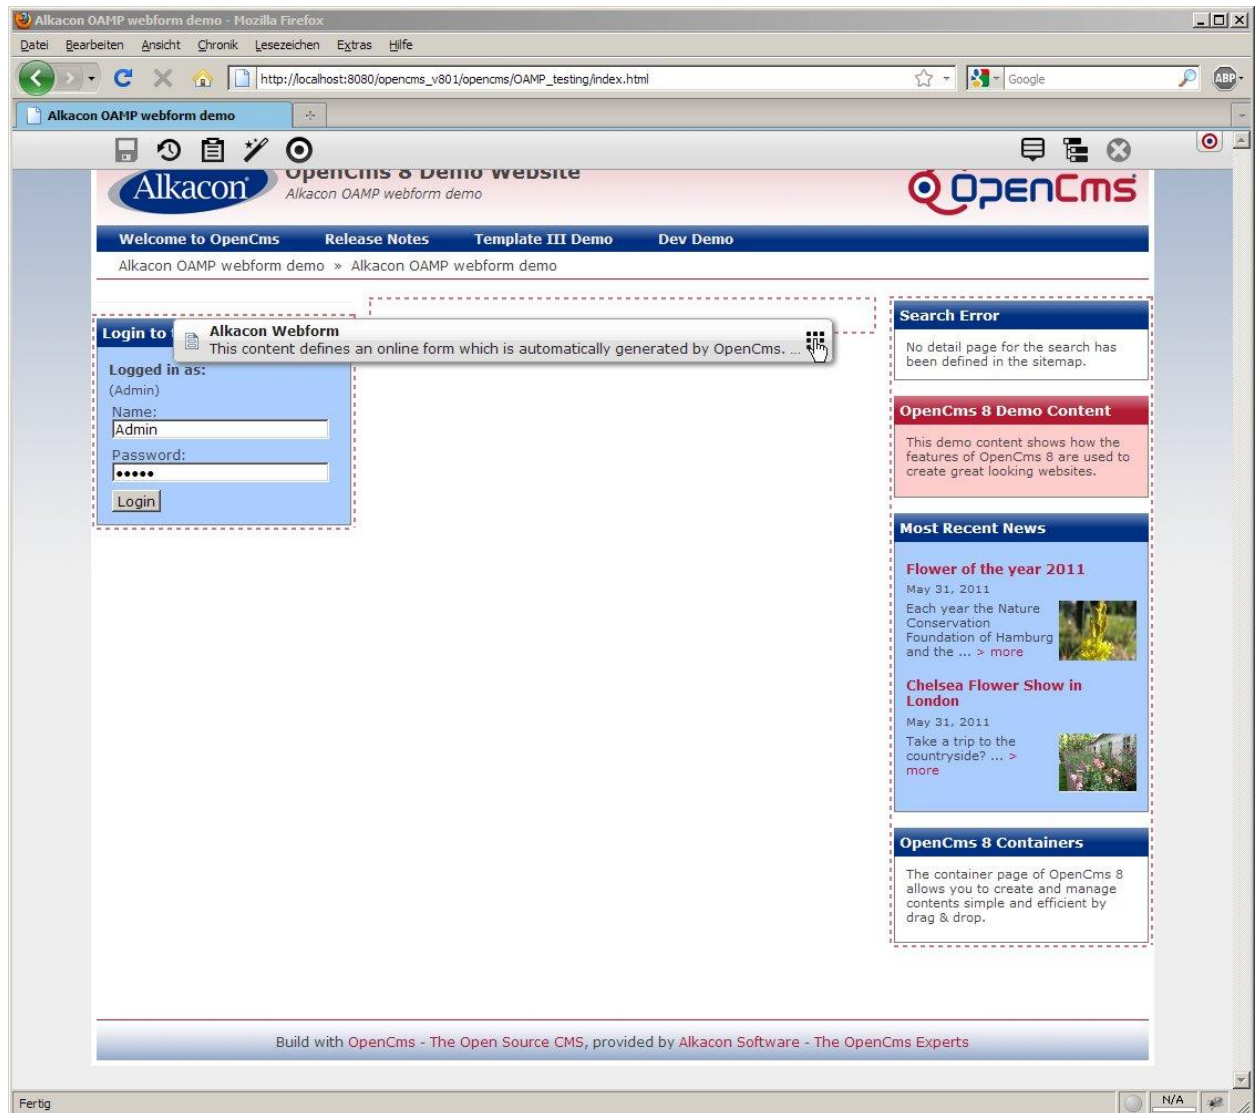 Alkacon OAMP webform demo - Mozilla Firefox
Datei Bearbeiten Ansicht Chronik Lesezeichen Extras Hilfe
http://localhost:8080/opencms_v801/opencms/OAMP_testing/index.html
Google
ABP
Alkacon OAMP webform demo
Alkacon
OpenCms 8 Demo Website
Alkacon OAMP webform demo
OpenCms
Welcome to OpenCms Release Notes Template III Demo Dev Demo
Alkacon OAMP webform demo » Alkacon OAMP webform demo
Login to
Alkacon Webform
This content defines an online form which is automatically generated by OpenCms. ...
Logged in as:
(Admin)
Name:
Admin
Password:
•••••
Login
Search Error
No detail page for the search has
been defined in the sitemap.
OpenCms 8 Demo Content
This demo content shows how the
features of OpenCms 8 are used to
create great looking websites.
Most Recent News
Flower of the year 2011
May 31, 2011
Each year the Nature
Conservation
Foundation of Hamburg
and the ... > more
Chelsea Flower Show in
London
May 31, 2011
Take a trip to the
countryside? ... >
more
OpenCms 8 Containers
The container page of OpenCms 8
allows you to create and manage
contents simple and efficient by
drag & drop.
Build with OpenCms - The Open Source CMS, provided by Alkacon Software - The OpenCms Experts
Fertig
N/A